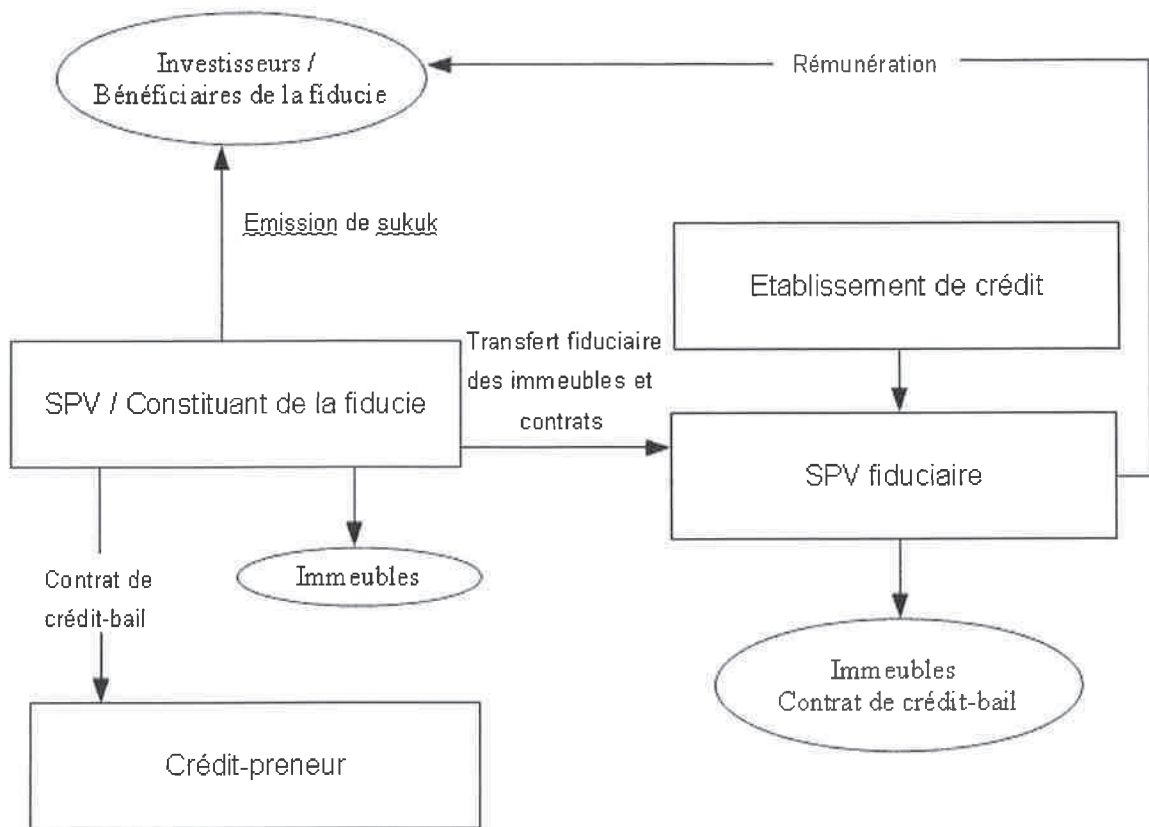 Investisseurs /
Bénéficiaires de la fiducie
Rémunération
Emission de sukuk
Etablissement de crédit
Transfert fiduciaire
des immeubles et
contrats
SPV / Constituant de la fiducie
SPV fiduciaire
Immeubles
Contrat de
crédit-bail
Immeubles
Contrat de crédit-bail
Crédit-preneur